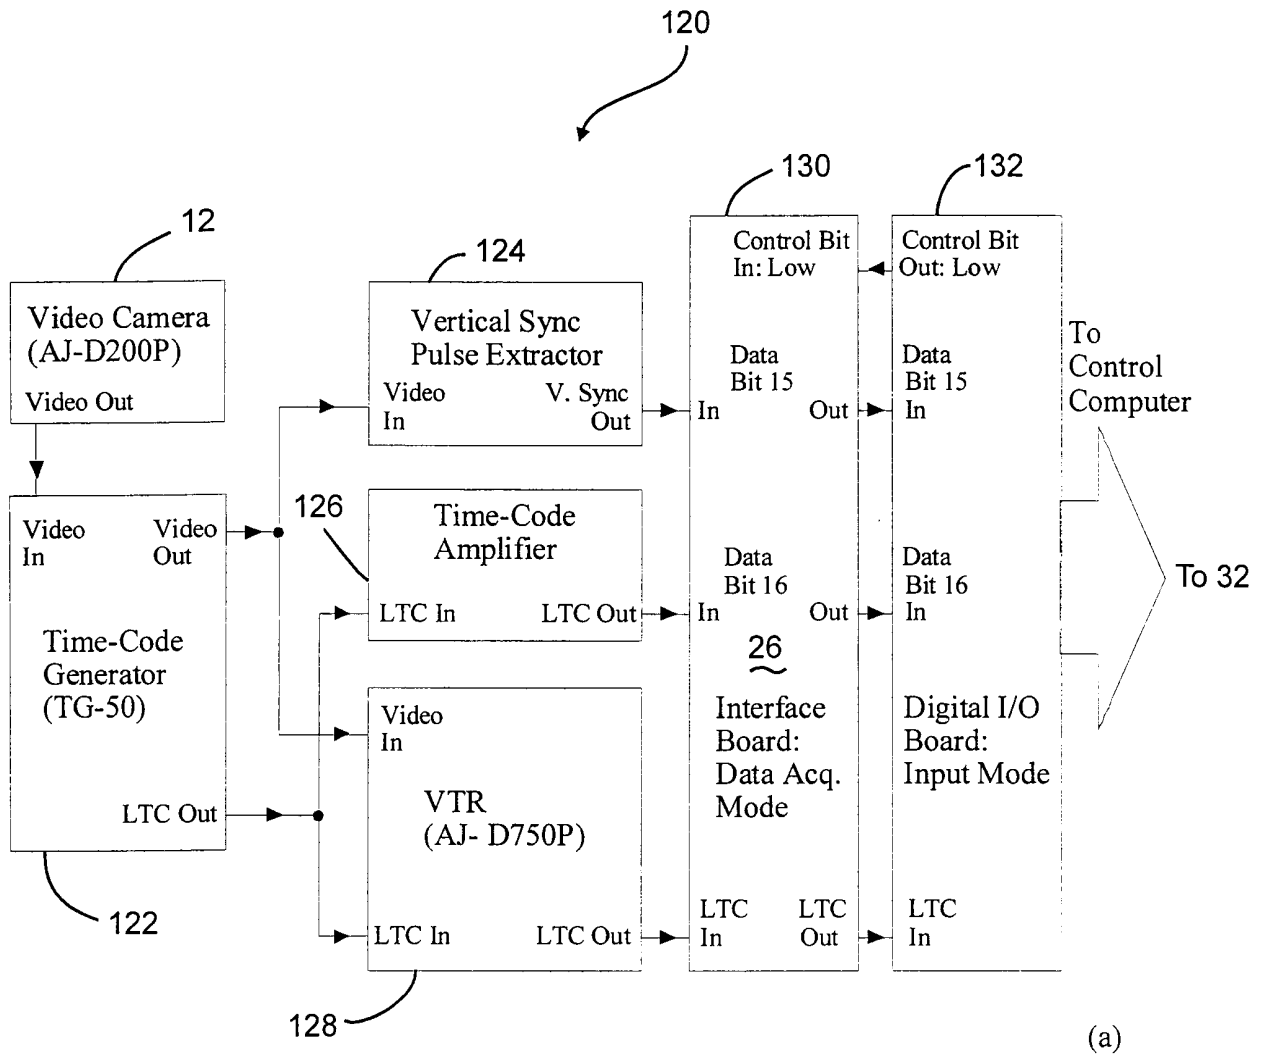 120
130
132
12
124
Video Camera
(AJ-D200P)
Video Out
Vertical Sync
Pulse Extractor
Video
In
V. Sync
Out
Control Bit
In: Low
Control Bit
Out: Low
Data
Bit 15
In
Out
Data
Bit 15
In
To
Control
Computer
126
Video
In
Video
Out
Time-Code
Generator
(TG-50)
LTC Out
122
Time-Code
Amplifier
LTC In
LTC Out
Data
Bit 16
In
Out
Data
Bit 16
In
To 32
26
Video
In
VTR
(AJ- D750P)
LTC In
LTC Out
128
Interface
Board:
Data Acq.
Mode
LTC
In
LTC
Out
Digital I/O
Board:
Input Mode
LTC
In
(a)